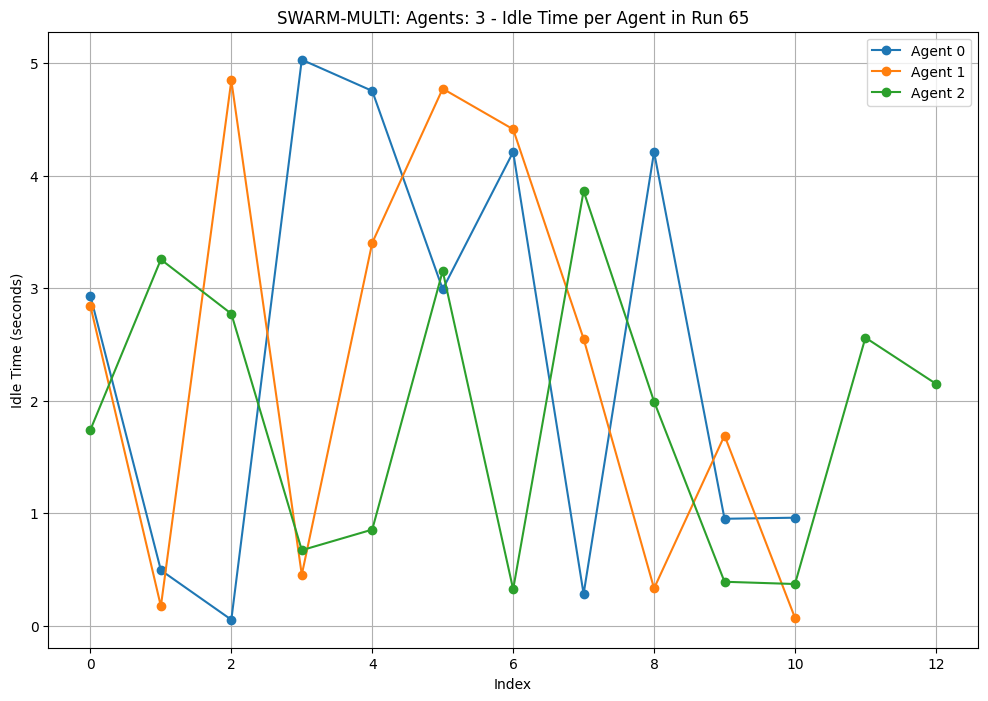 SWARM-MULTI: Agents: 3 - Idle Time per Agent in Run 65
Agent 0
Agent 1
Agent 2
Idle Time (seconds)
5
4
3
2
1
0
0 2 4 6 8 10 12
Index